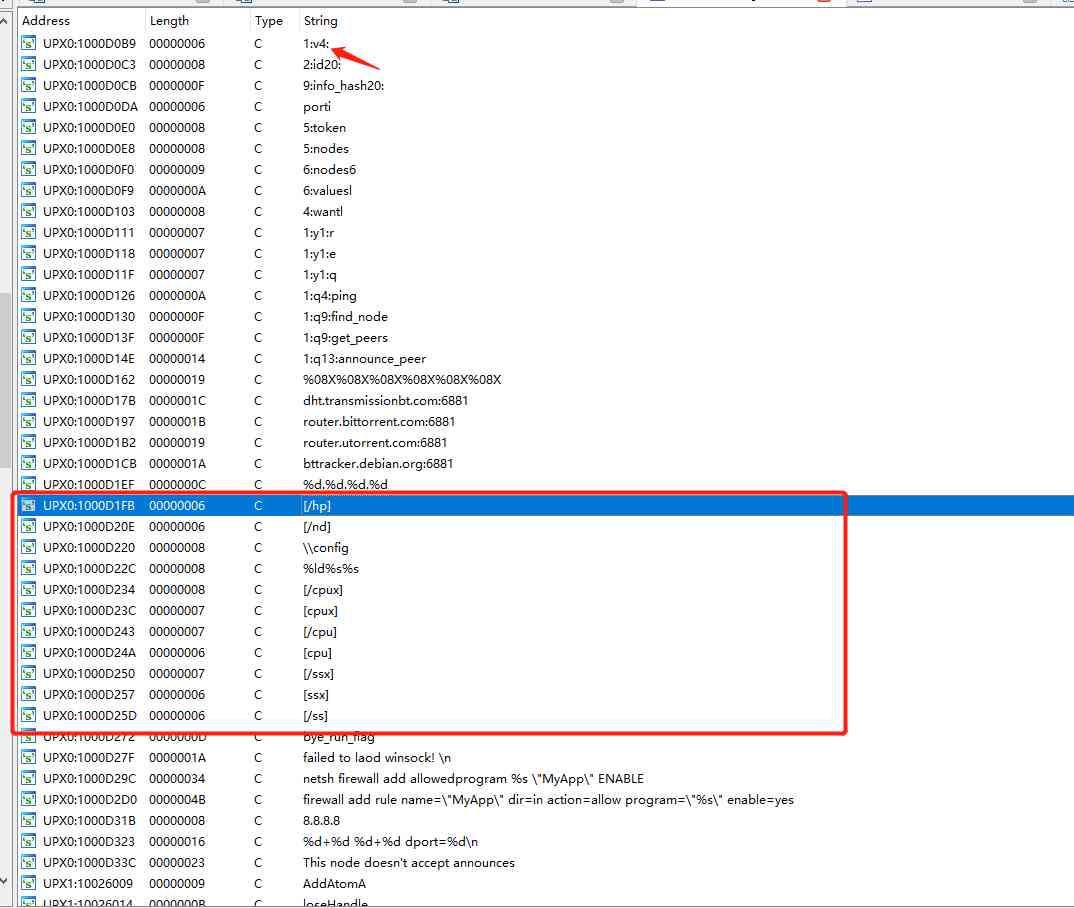 Address Length Type String
UPX0:1000D0B9 00000006 C 1:v4:
UPX0:1000D0C3 00000008 C 2:id20:
UPX0:1000D0CB 0000000F C 9:info_hash20:
UPX0:1000D0DA 00000006 C porti
UPX0:1000D0E0 00000008 C 5:token
UPX0:1000D0E8 00000008 C 5:nodes
UPX0:1000D0F0 00000009 C 6:nodes6
UPX0:1000D0F9 0000000A C 6:valuesl
UPX0:1000D103 00000008 C 4:wantl
UPX0:1000D111 00000007 C 1:y1:r
UPX0:1000D118 00000007 C 1:y1:e
UPX0:1000D11F 00000007 C 1:y1:q
UPX0:1000D126 0000000A C 1:q4:ping
UPX0:1000D130 0000000F C 1:q9:find_node
UPX0:1000D13F 0000000F C 1:q9:get_peers
UPX0:1000D14E 00000014 C 1:q13:announce_peer
UPX0:1000D162 00000019 C %08X%08X%08X%08X%08X%08X
UPX0:1000D17B 0000001C C dht.transmissionbt.com:6881
UPX0:1000D197 0000001B C router.bittorrent.com:6881
UPX0:1000D1B2 00000019 C router.utorrent.com:6881
UPX0:1000D1CB 0000001A C bttracker.debian.org:6881
UPX0:1000D1EF 0000000C C %d.%d.%d.%d
UPX0:1000D1FB 00000006 C [/hp]
UPX0:1000D20E 00000006 C [/nd]
UPX0:1000D220 00000008 C \\config
UPX0:1000D22C 00000008 C %ld%s%s
UPX0:1000D234 00000008 C [/cpux]
UPX0:1000D23C 00000007 C [cpux]
UPX0:1000D243 00000007 C [/cpu]
UPX0:1000D24A 00000006 C [cpu]
UPX0:1000D250 00000007 C [/ssx]
UPX0:1000D257 00000006 C [ssx]
UPX0:1000D25D 00000006 C [/ss]
UPX0:1000D272 0000000D C bye_run_flag
UPX0:1000D27F 0000001A C failed to laod winsock! \n
UPX0:1000D29C 00000034 C netsh firewall add allowedprogram %s \"MyApp\" ENABLE
UPX0:1000D2D0 0000004B C firewall add rule name=\"MyApp\" dir=in action=allow program=\"%s\" enable=yes
UPX0:1000D31B 00000008 C 8.8.8.8
UPX0:1000D323 00000016 C %d+%d %d+%d dport=%d\n
UPX0:1000D33C 00000023 C This node doesn't accept announces
UPX1:10026009 00000009 C AddAtomA
UPX1:10026014 0000000B C loseHandle